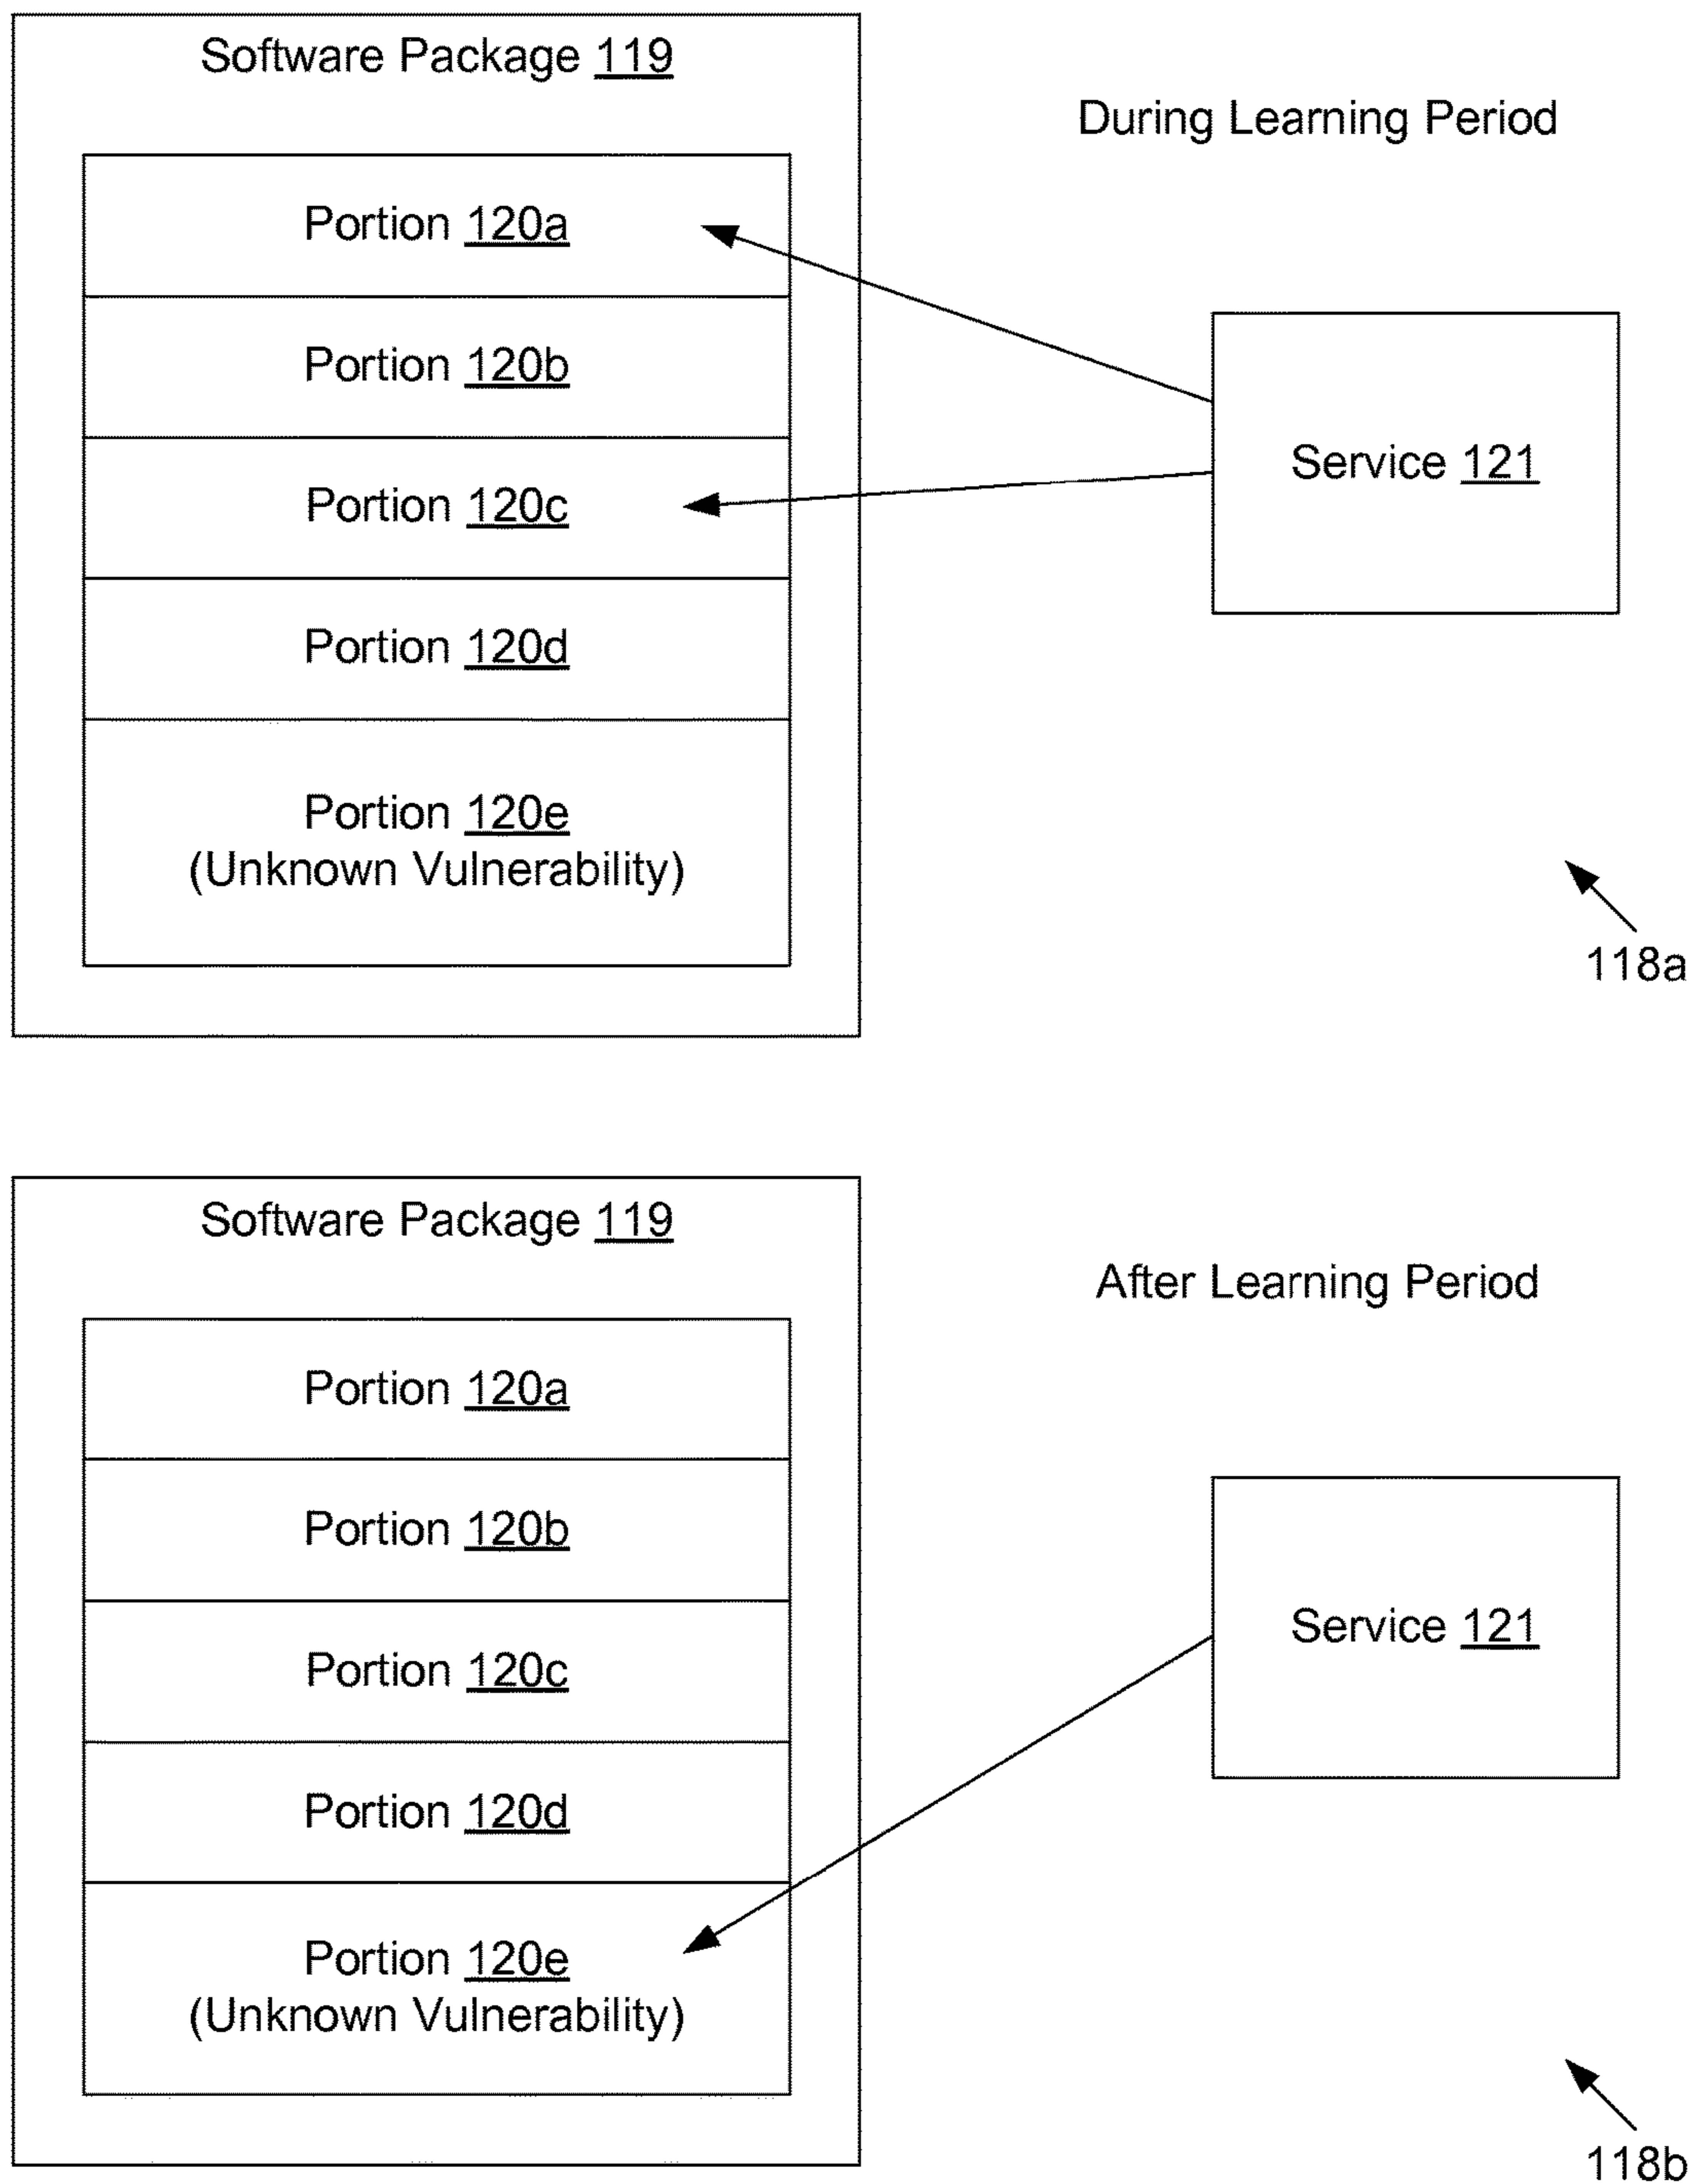 Software Package 119
During Learning Period
Portion 120a
Portion 120b
Portion 120c
Service 121
Portion 120d
Portion 120e
(Unknown Vulnerability)
118a
Software Package 119
After Learning Period
Portion 120a
Portion 120b
Portion 120c
Service 121
Portion 120d
Portion 120e
(Unknown Vulnerability)
118b